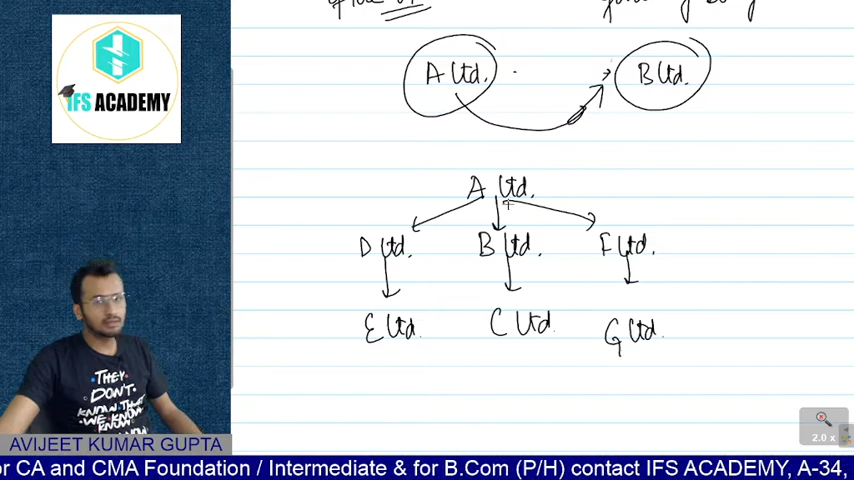 A Ltd. B Ltd.
IFS ACADEMY
A Ltd.
D Ltd. B Ltd. F Ltd.
E Ltd. C Ltd. G Ltd.
THEY
DON'T
KNOW THAT
WE KNOW
2.0 x
AVIJEET KUMAR GUPTA
or CA and CMA Foundation / Intermediate & for B.Com (P/H) contact IFS ACADEMY, A-34,